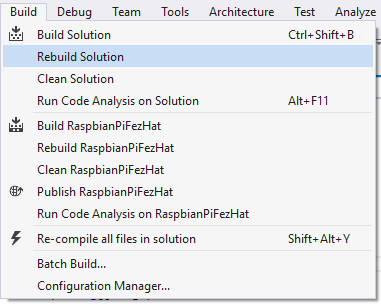 Build Debug Team Tools Architecture Test Analyze
Build Solution Ctrl+Shift+B
Rebuild Solution
Clean Solution
Run Code Analysis on Solution Alt+F11
Build RaspbianPiFezHat
Rebuild RaspbianPiFezHat
Clean RaspbianPiFezHat
Publish RaspbianPiFezHat
Run Code Analysis on RaspbianPiFezHat
Re-compile all files in solution Shift+Alt+Y
Batch Build...
Configuration Manager...